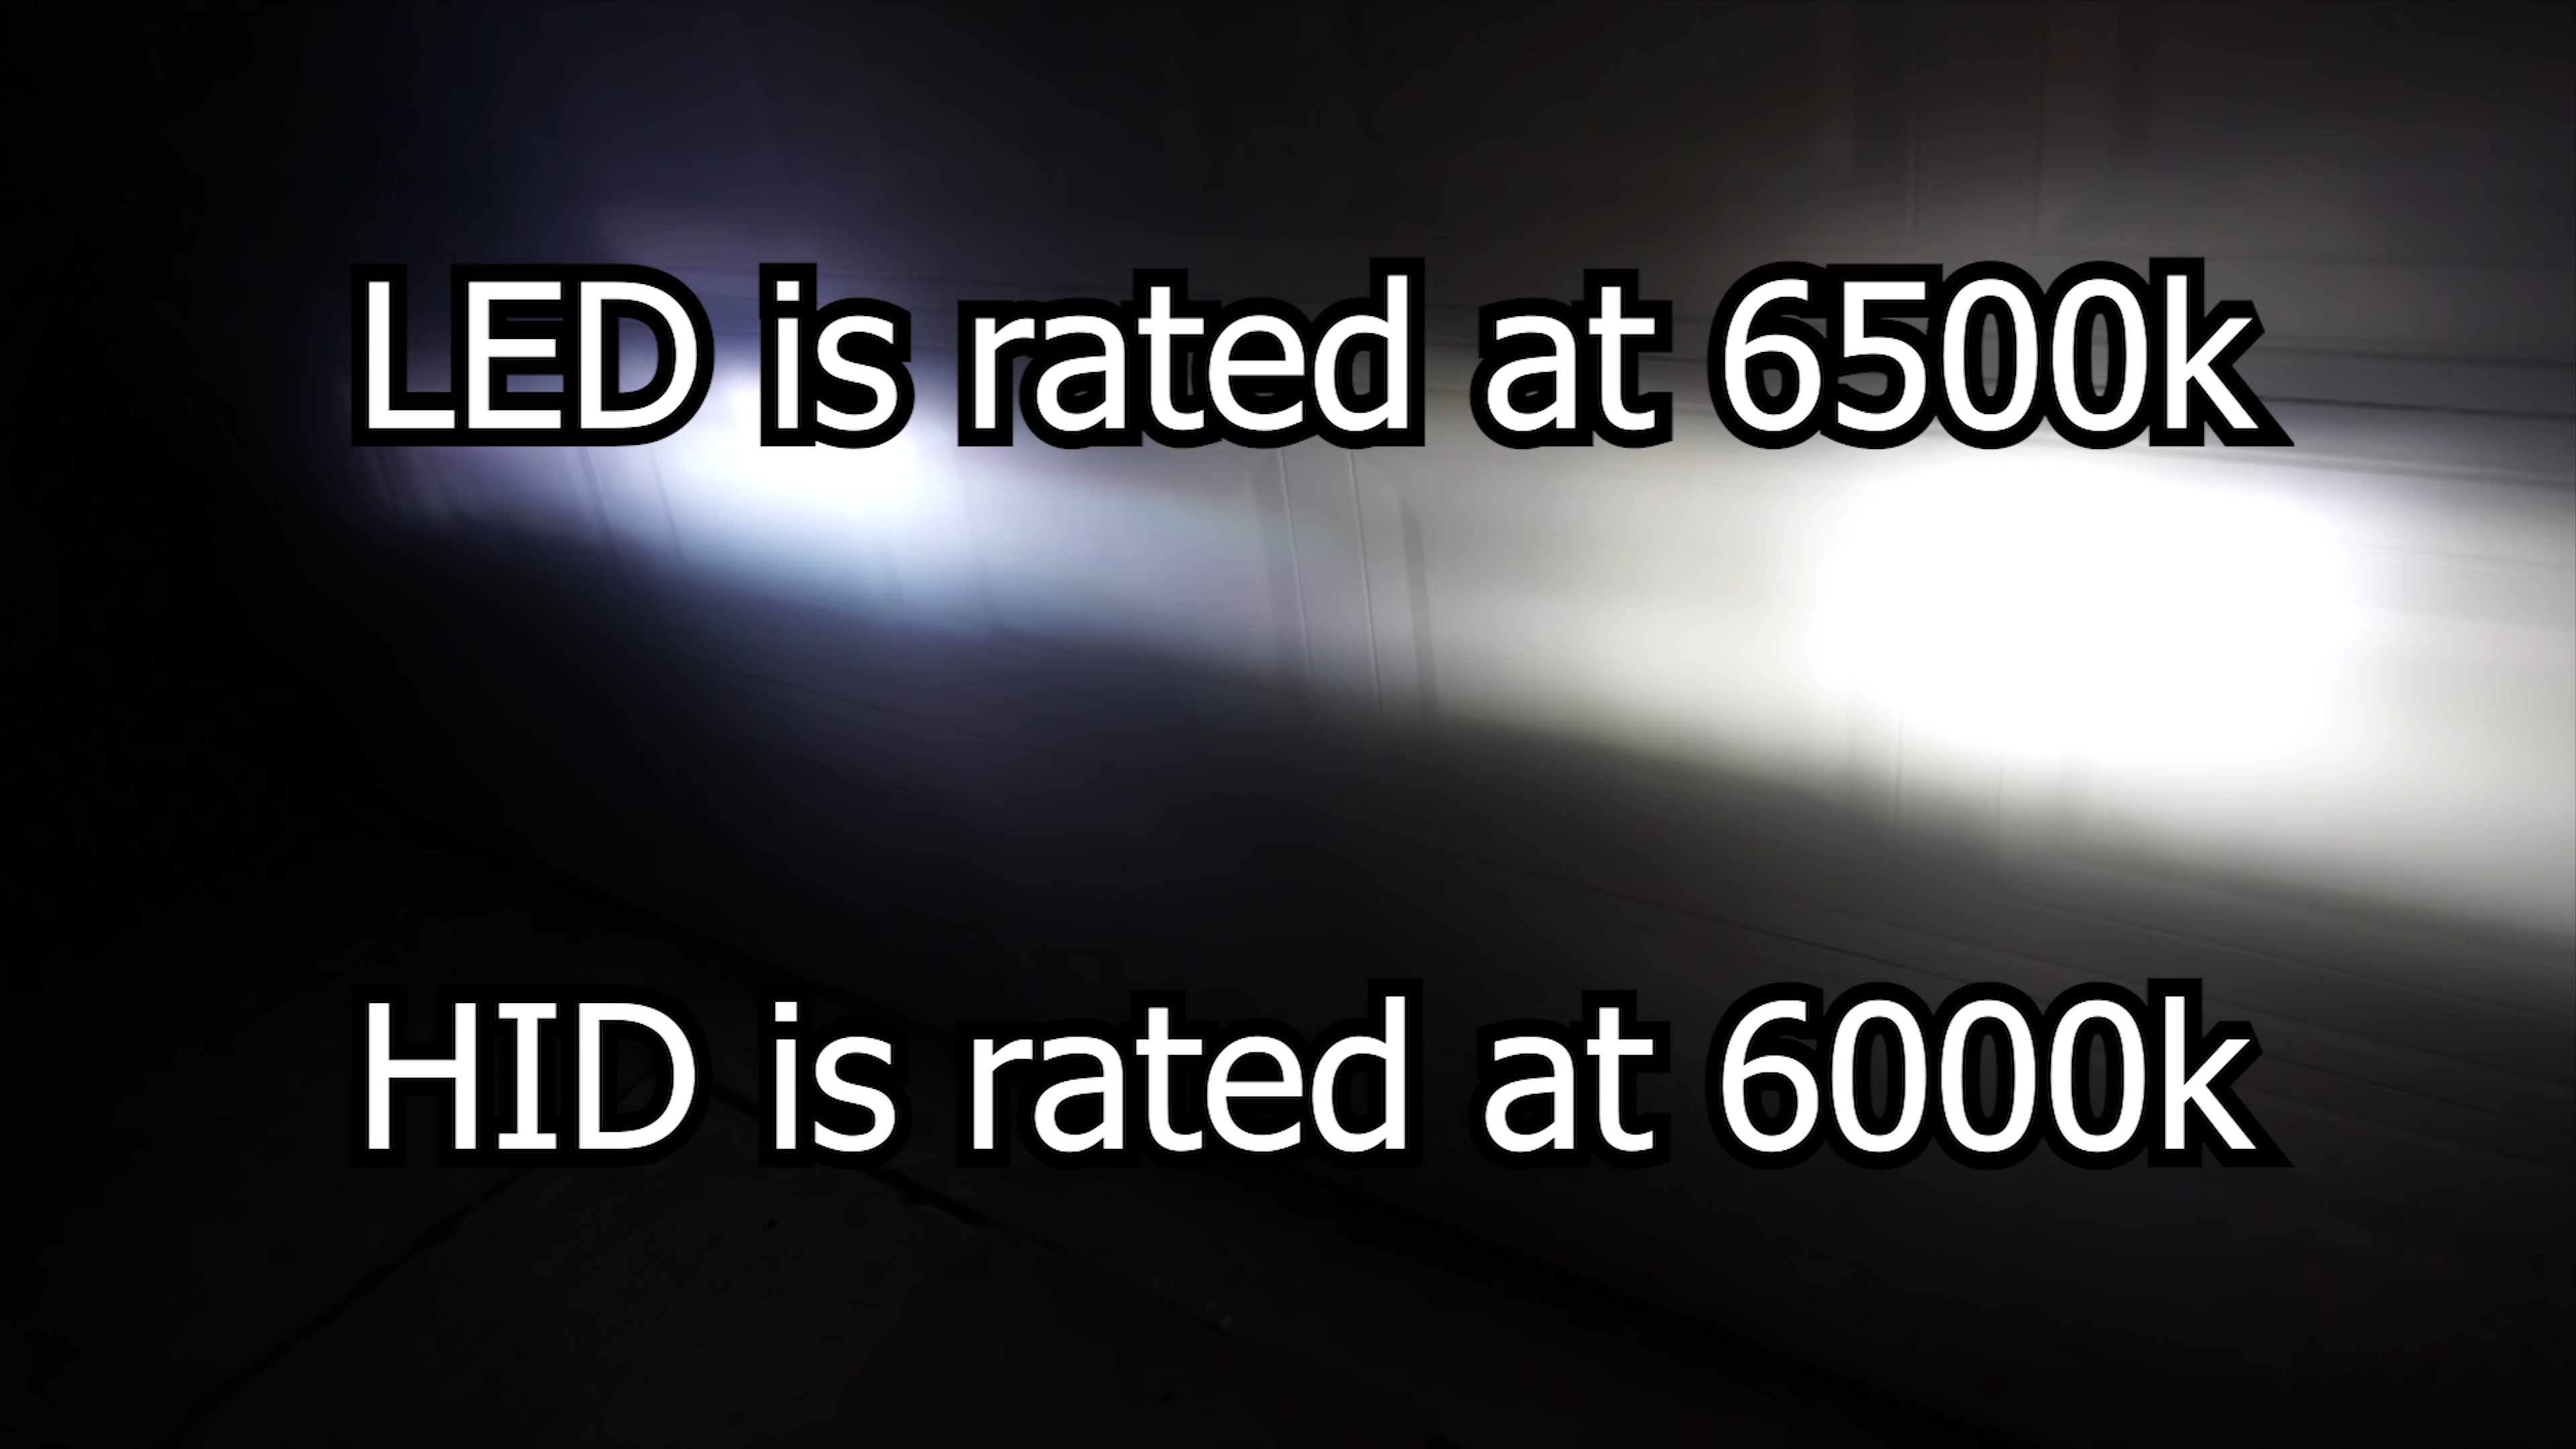 LED is rated at 6500k
HID is rated at 6000k